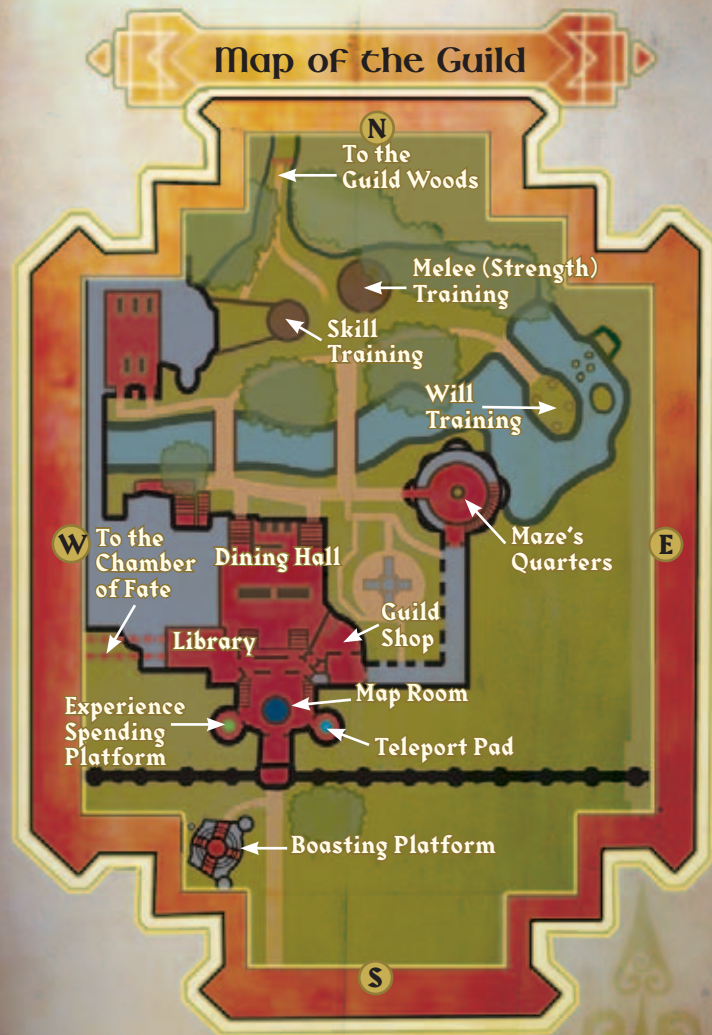 Map of the Guild
N
To the
Guild Woods
Melee (Strength)
Training
Skill
Training
Will
Training
W
To the
Chamber
of Fate
Dining Hall
Maze's
Quarters
E
Guild
Shop
Library
Map Room
Experience
Spending
Platform
Teleport Pad
Boasting Platform
S